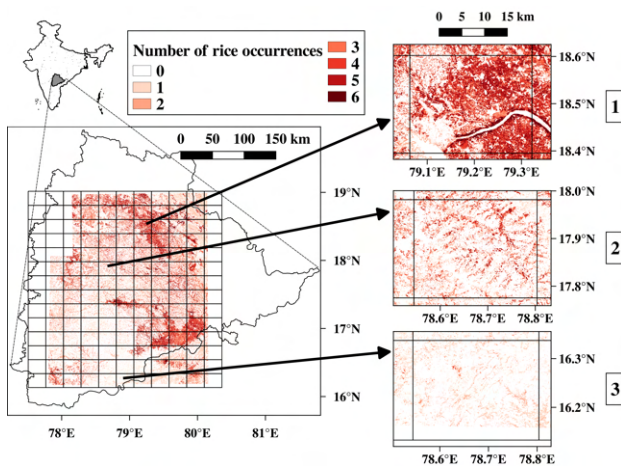 Number of rice occurrences
0
1
2
3
4
5
6
0 50 100 150 km
19°N
18°N
17°N
16°N
78°E 79°E 80°E 81°E
0 5 10 15 km
18.6°N
18.5°N
18.4°N
79.1°E 79.2°E 79.3°E
1
18.0°N
17.9°N
17.8°N
78.6°E 78.7°E 78.8°E
2
16.3°N
16.2°N
78.5°E 78.6°E 78.7°E 78.8°E
3